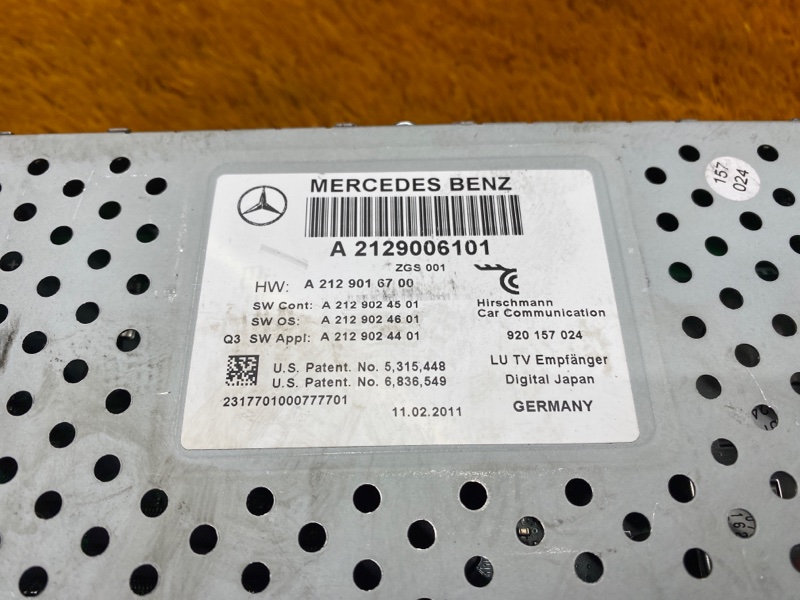 MERCEDES BENZ
A 2129006101
ZGS 001
HW: A 212 901 67 00
SW Cont: A 212 902 45 01
SW OS: A 212 902 46 01
Q3 SW Appl: A 212 902 44 01
Hirschmann
Car Communication
920 157 024
LU TV Empfänger
Digital Japan
GERMANY
U.S. Patent. No. 5,315,448
U.S. Patent. No. 6,836,549
2317701000777701
11.02.2011
157
024